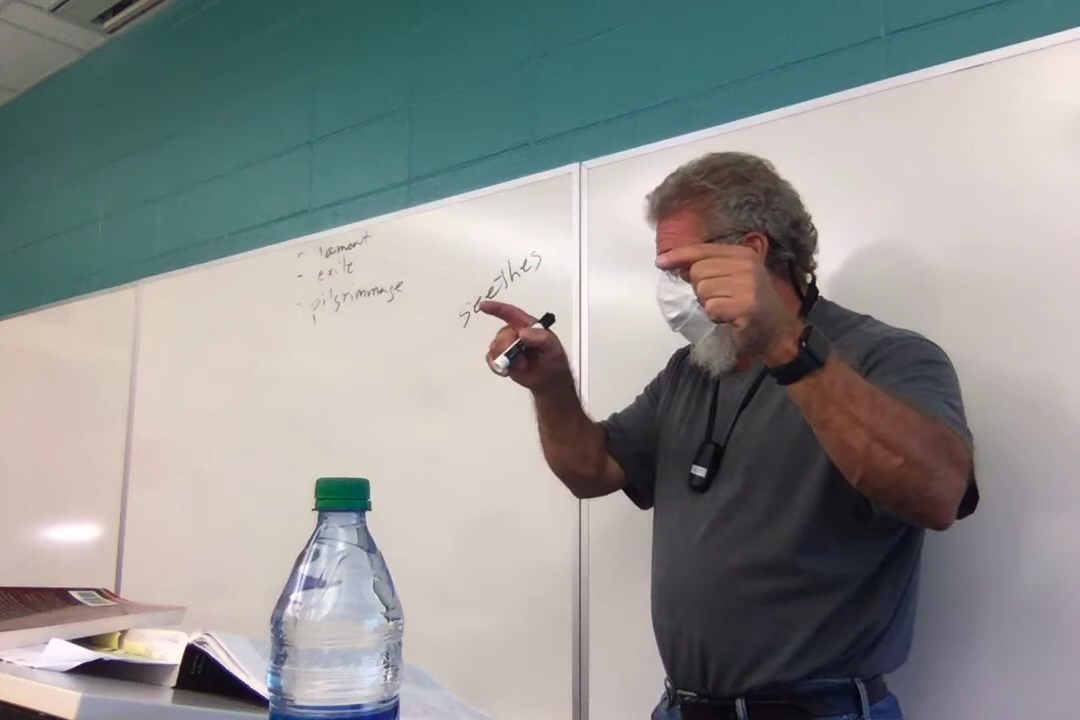 - lament
- exile
- pilgrimmage
seethes